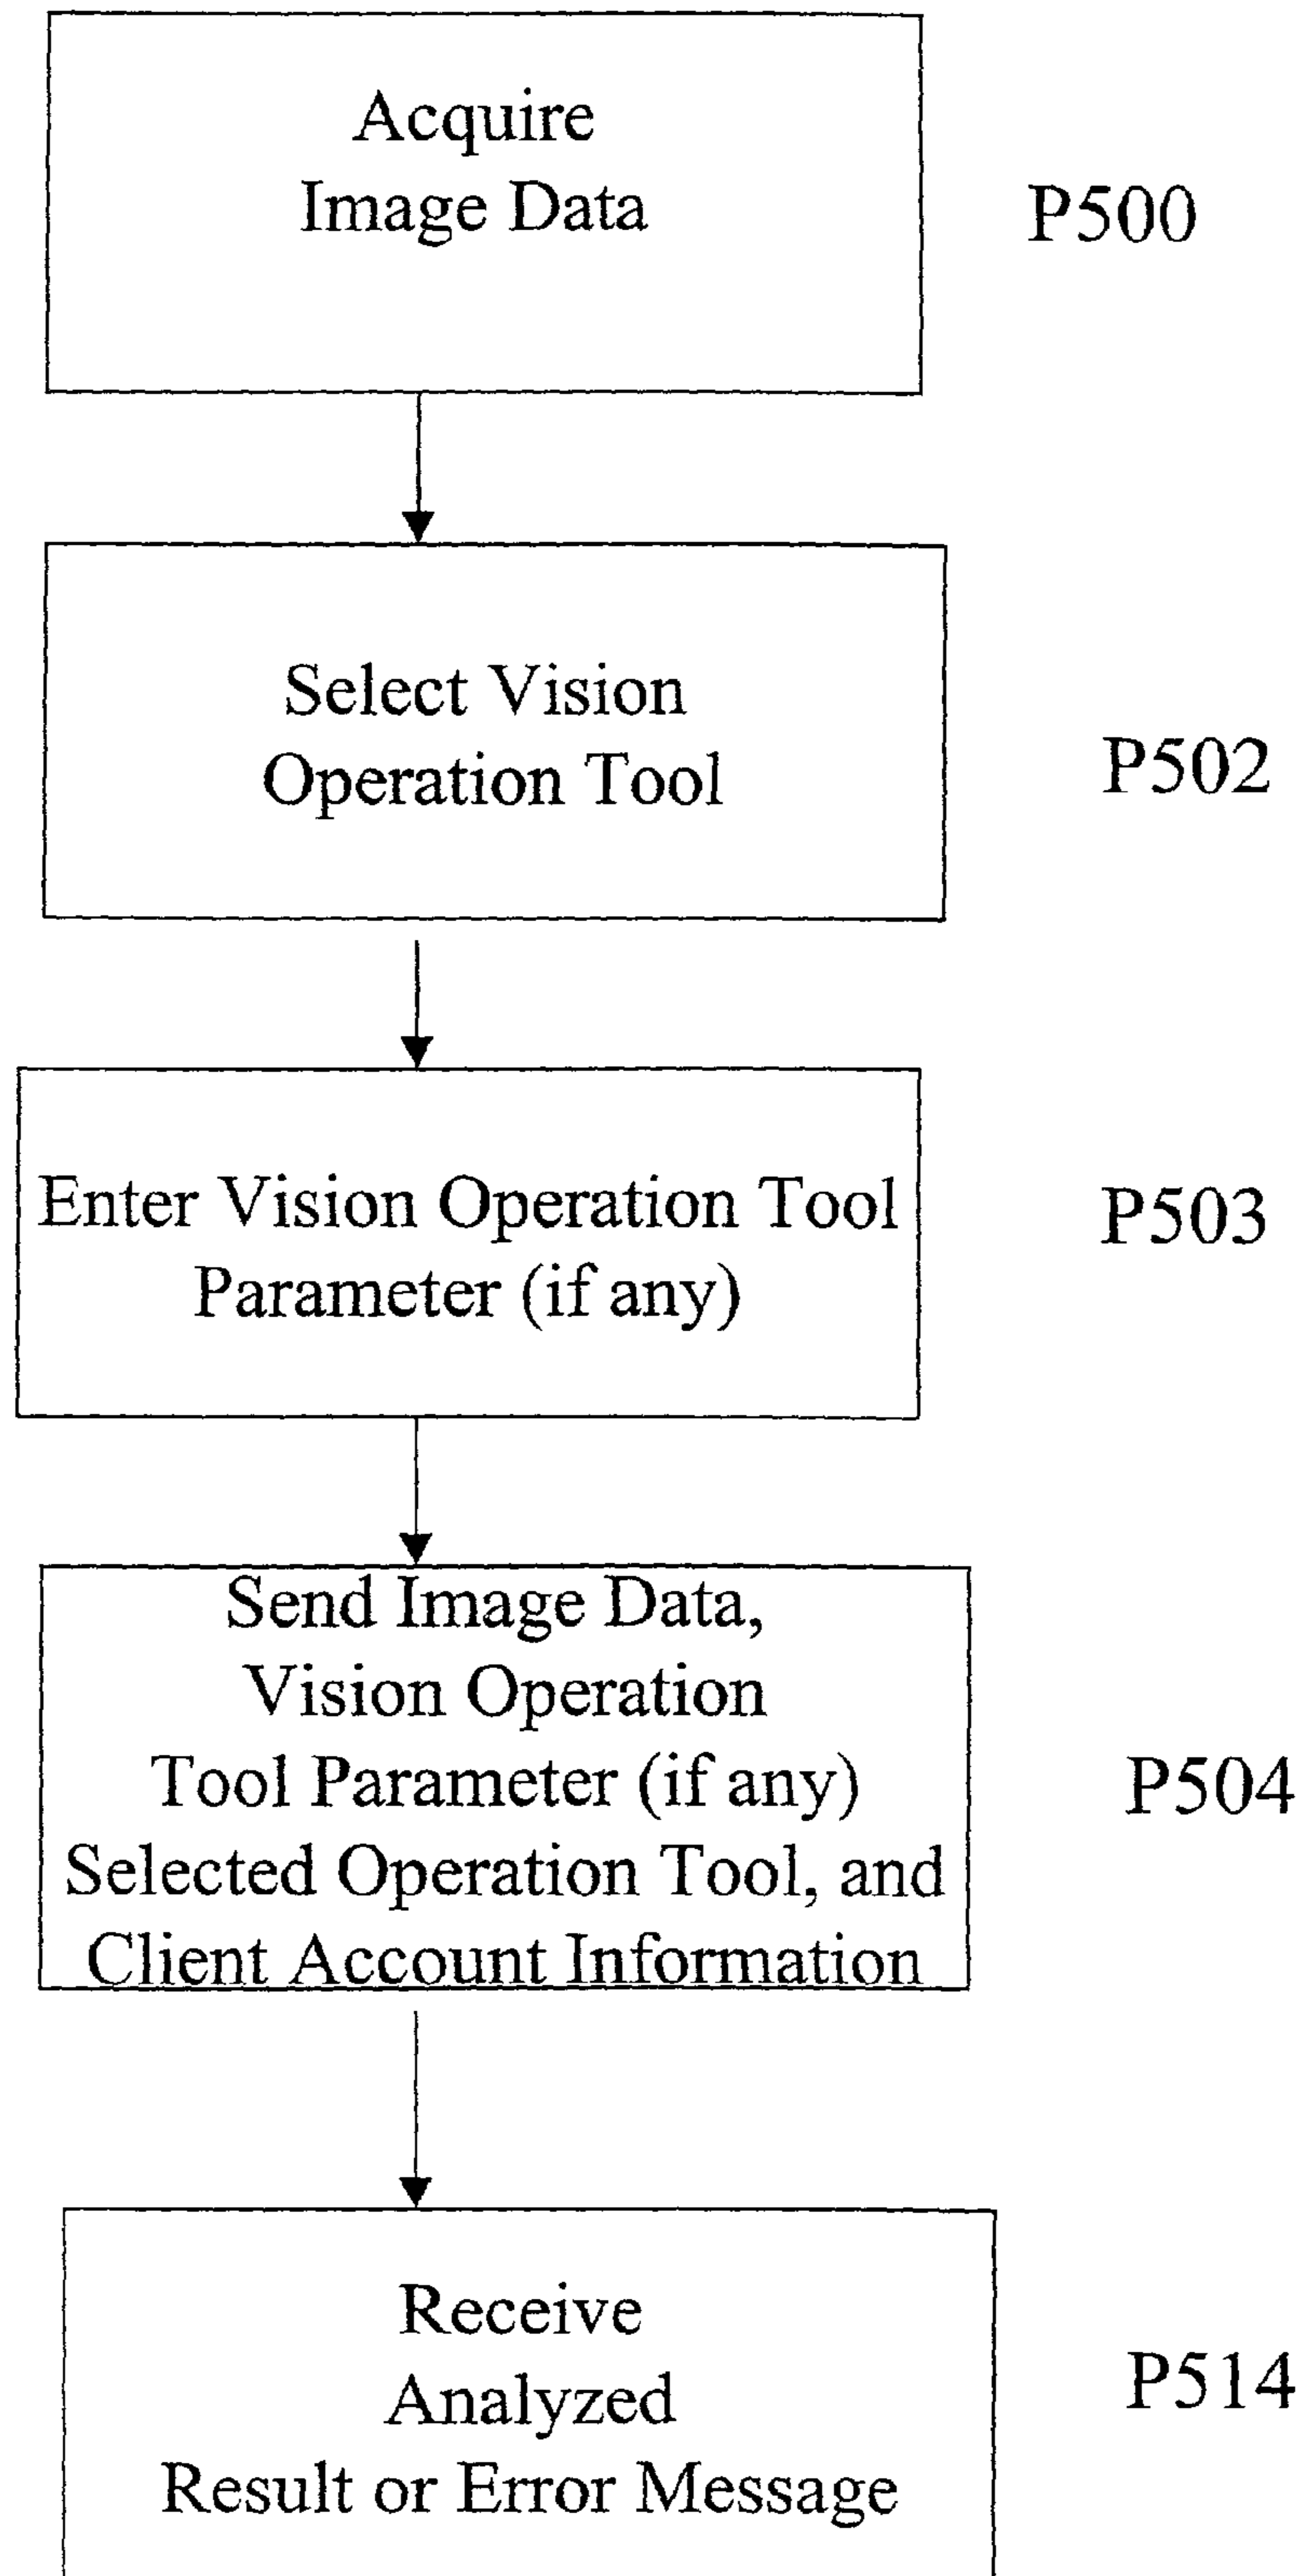 Acquire
Image Data
P500
Select Vision
Operation Tool
P502
Enter Vision Operation Tool
Parameter (if any)
P503
Send Image Data,
Vision Operation
Tool Parameter (if any)
Selected Operation Tool, and
Client Account Information
P504
Receive
Analyzed
Result or Error Message
P514